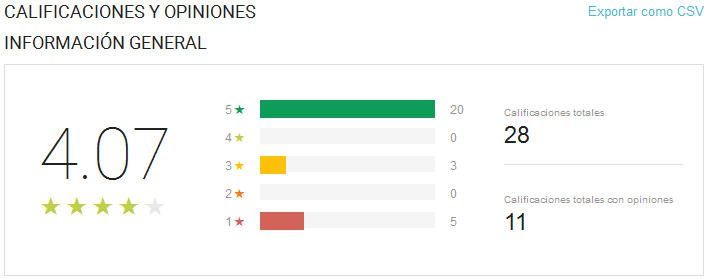 CALIFICACIONES Y OPINIONES
Exportar como CSV
INFORMACIÓN GENERAL
4.07
5★ 20
4★ 0
3★ 3
2★ 0
1★ 5
Calificaciones totales
28
Calificaciones totales con opiniones
11